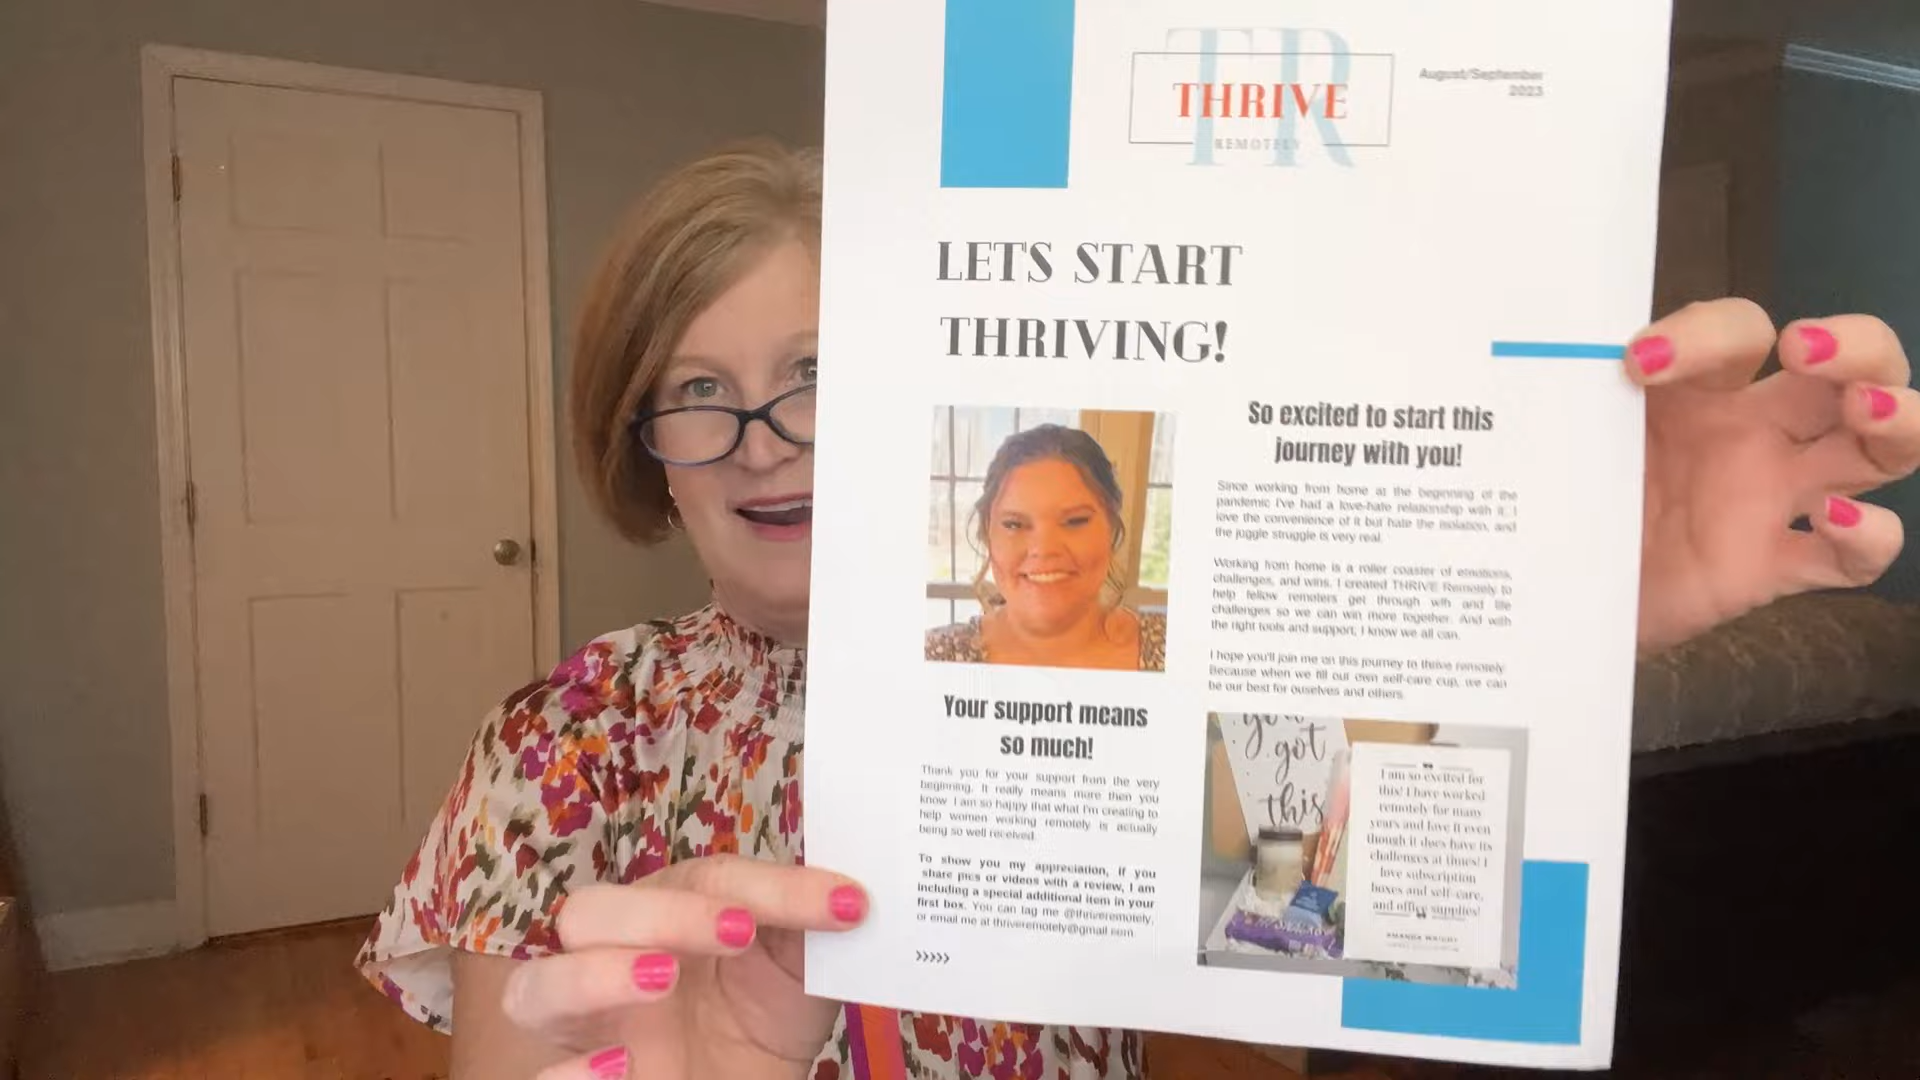 TR
THRIVE
REMOTELY
August/September
2023
LETS START
THRIVING!
So excited to start this
journey with you!
Since working from home at the beginning of the
pandemic I've had a love-hate relationship with it. I
love the convenience of it but hate the isolation, and
the juggle struggle is very real.
Working from home is a roller coaster of emotions,
challenges, and wins. I created THRIVE Remotely to
help fellow remoters get through wfh and life
challenges so we can win more together. And with
the right tools and support, I know we all can.
I hope you'll join me on this journey to thrive remotely.
Because when we fill our own self-care cup, we can
be our best for ourselves and others.
Your support means
so much!
Thank you for your support from the very
beginning. It really means more then you
know. I am so happy that what I'm creating to
help women working remotely is actually
being so well received.
To show you my appreciation, if you
share pics or videos with a review, I am
including a special additional item in your
first box. You can tag me @thriveremotely,
or email me at thriveremotely@gmail.com.
>>>>>
you
got
this
I am so excited for
this! I have worked
remotely for many
years and love it even
though it does have its
challenges at times! I
love subscription
boxes and self-care,
and office supplies!
AMANDA WRIGHT